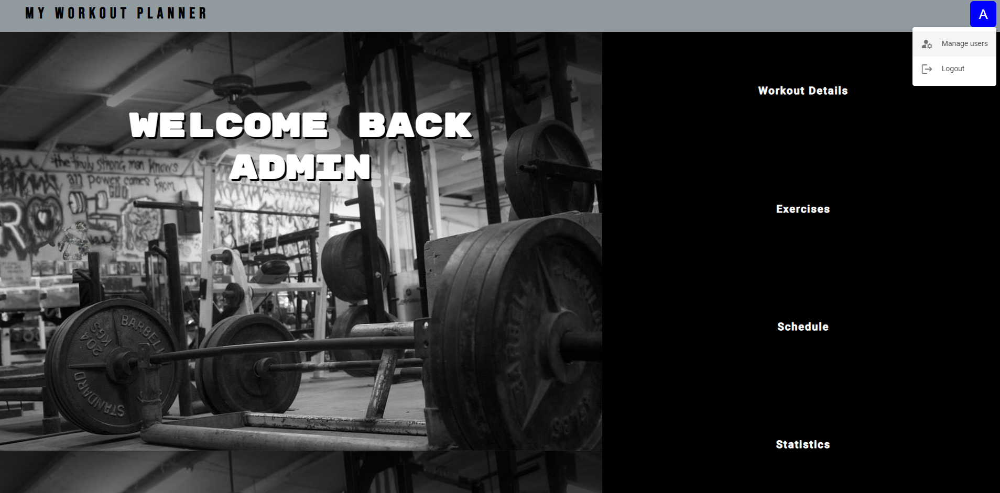 MY WORKOUT PLANNER
A
Manage users
Logout
WELCOME BACK
ADMIN
Workout Details
Exercises
Schedule
Statistics
the truly strong man knows
all power comes from
GOD
RO
BARBELL
204
KGS
STANDARD
BARBELL